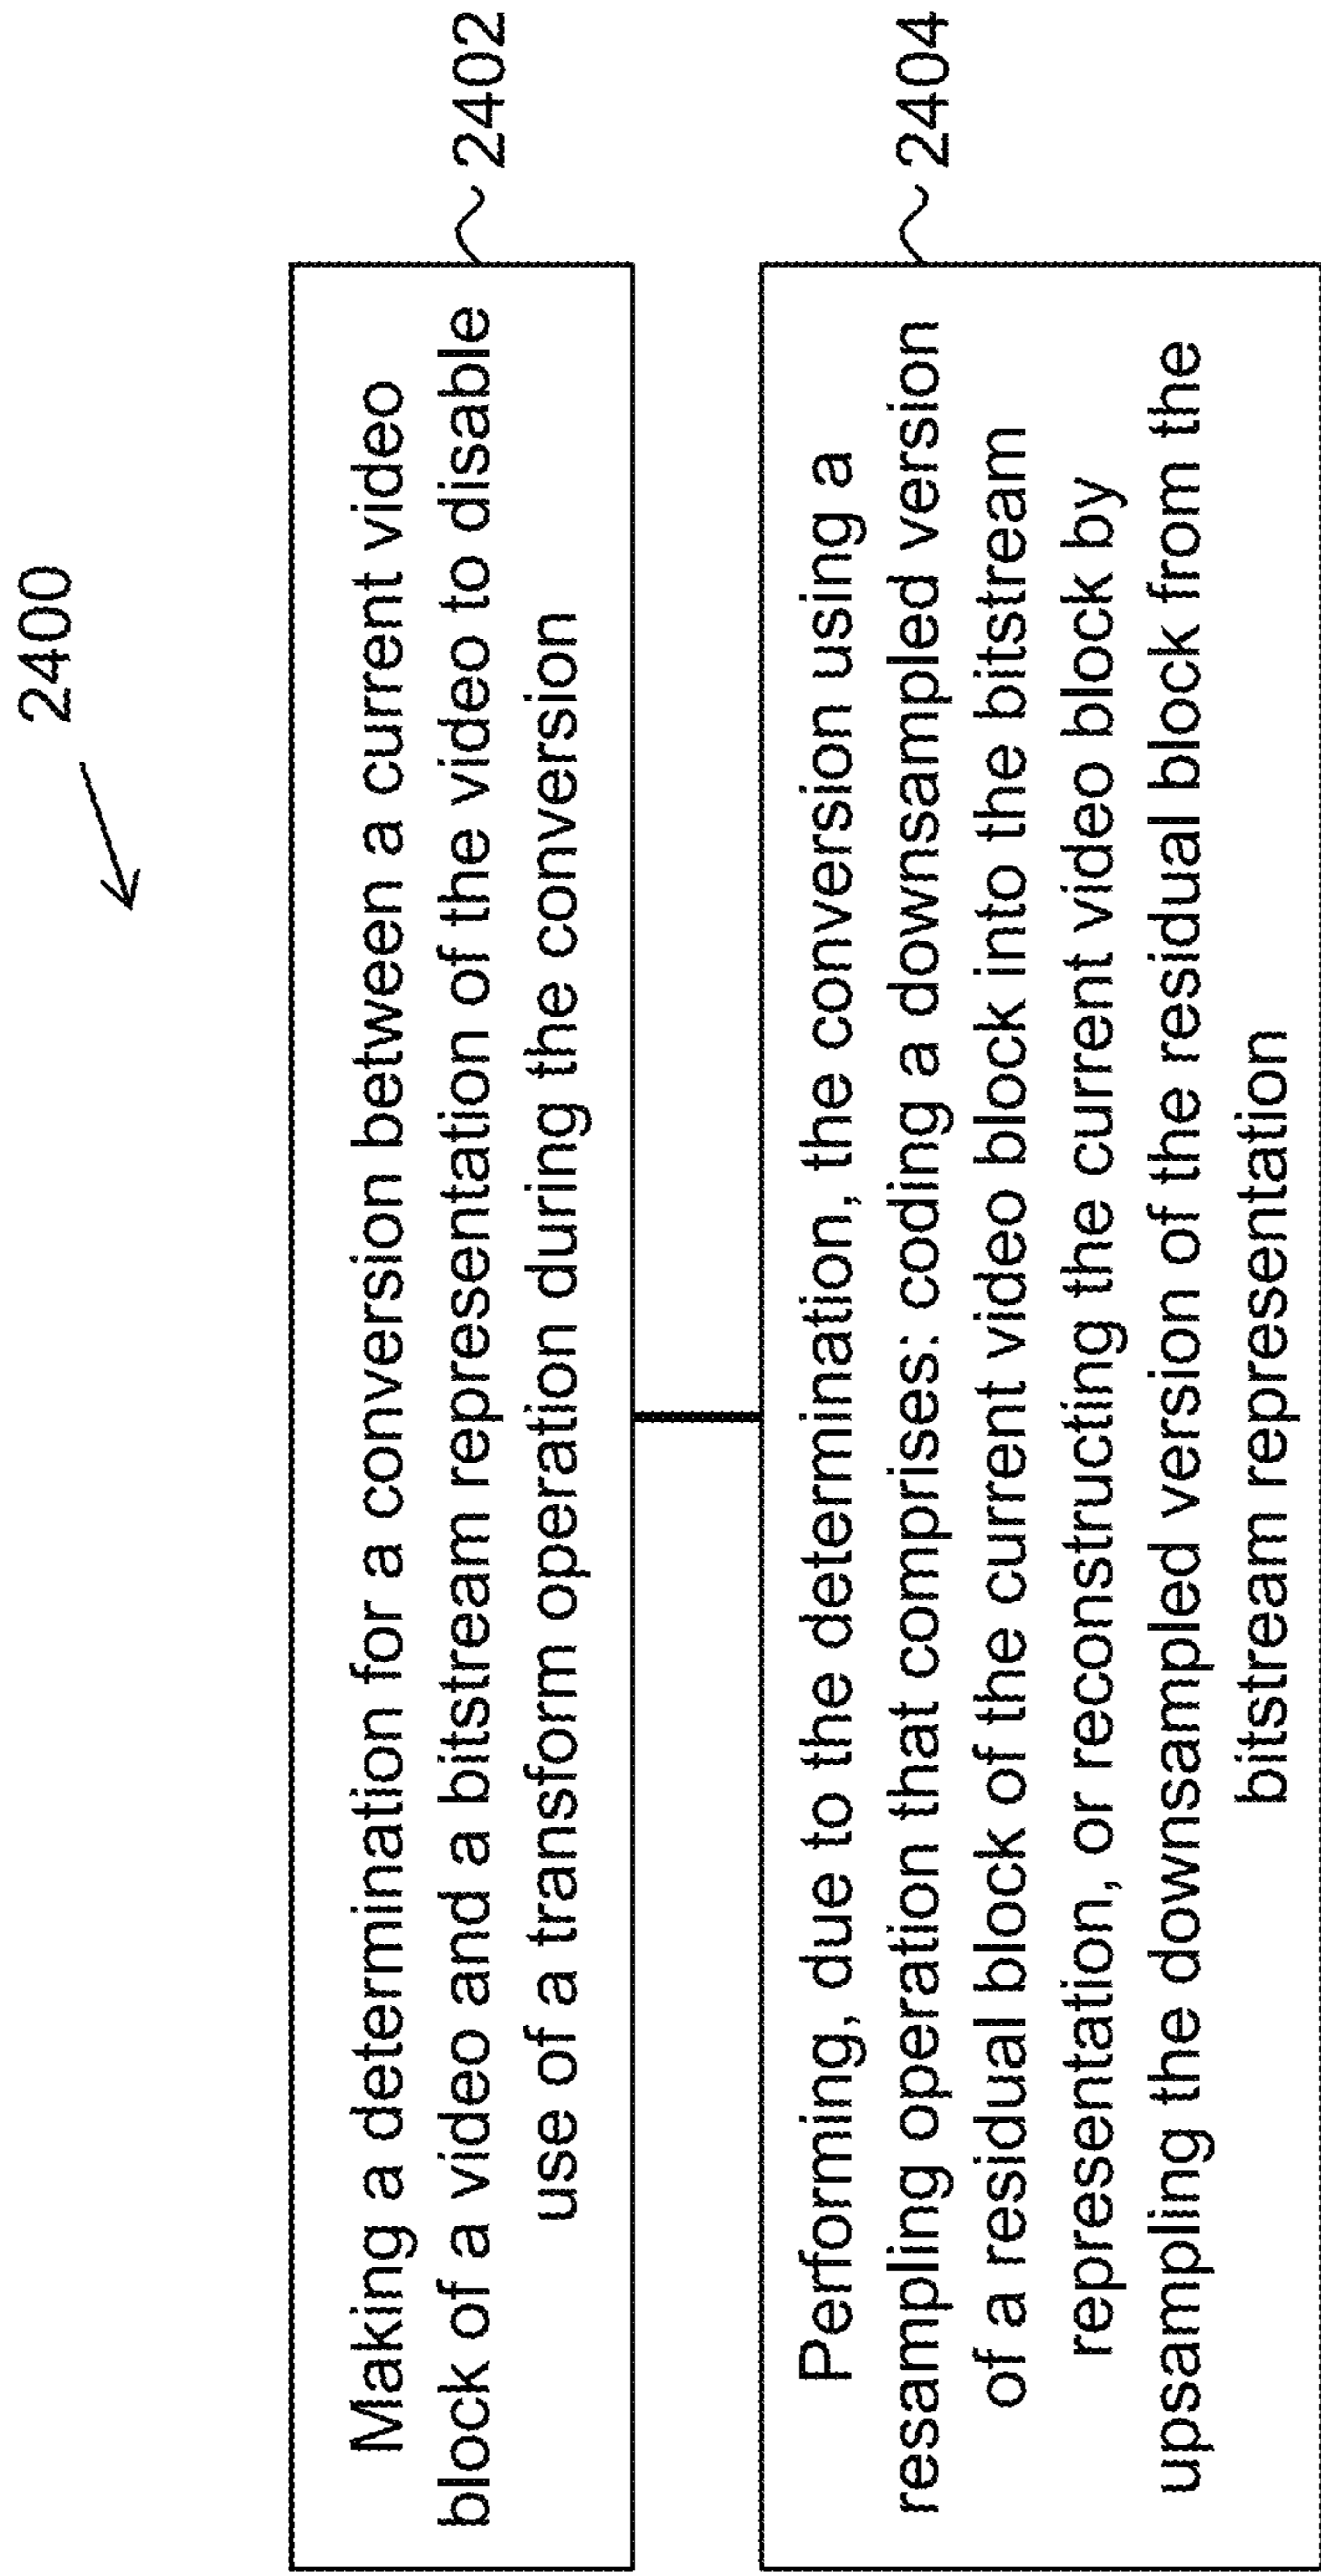 2400
Making a determination for a conversion between a current video
block of a video and a bitstream representation of the video to disable
use of a transform operation during the conversion
2402
Performing, due to the determination, the conversion using a
resampling operation that comprises: coding a downsampled version
of a residual block of the current video block into the bitstream
representation, or reconstructing the current video block by
upsampling the downsampled version of the residual block from the
bitstream representation
2404